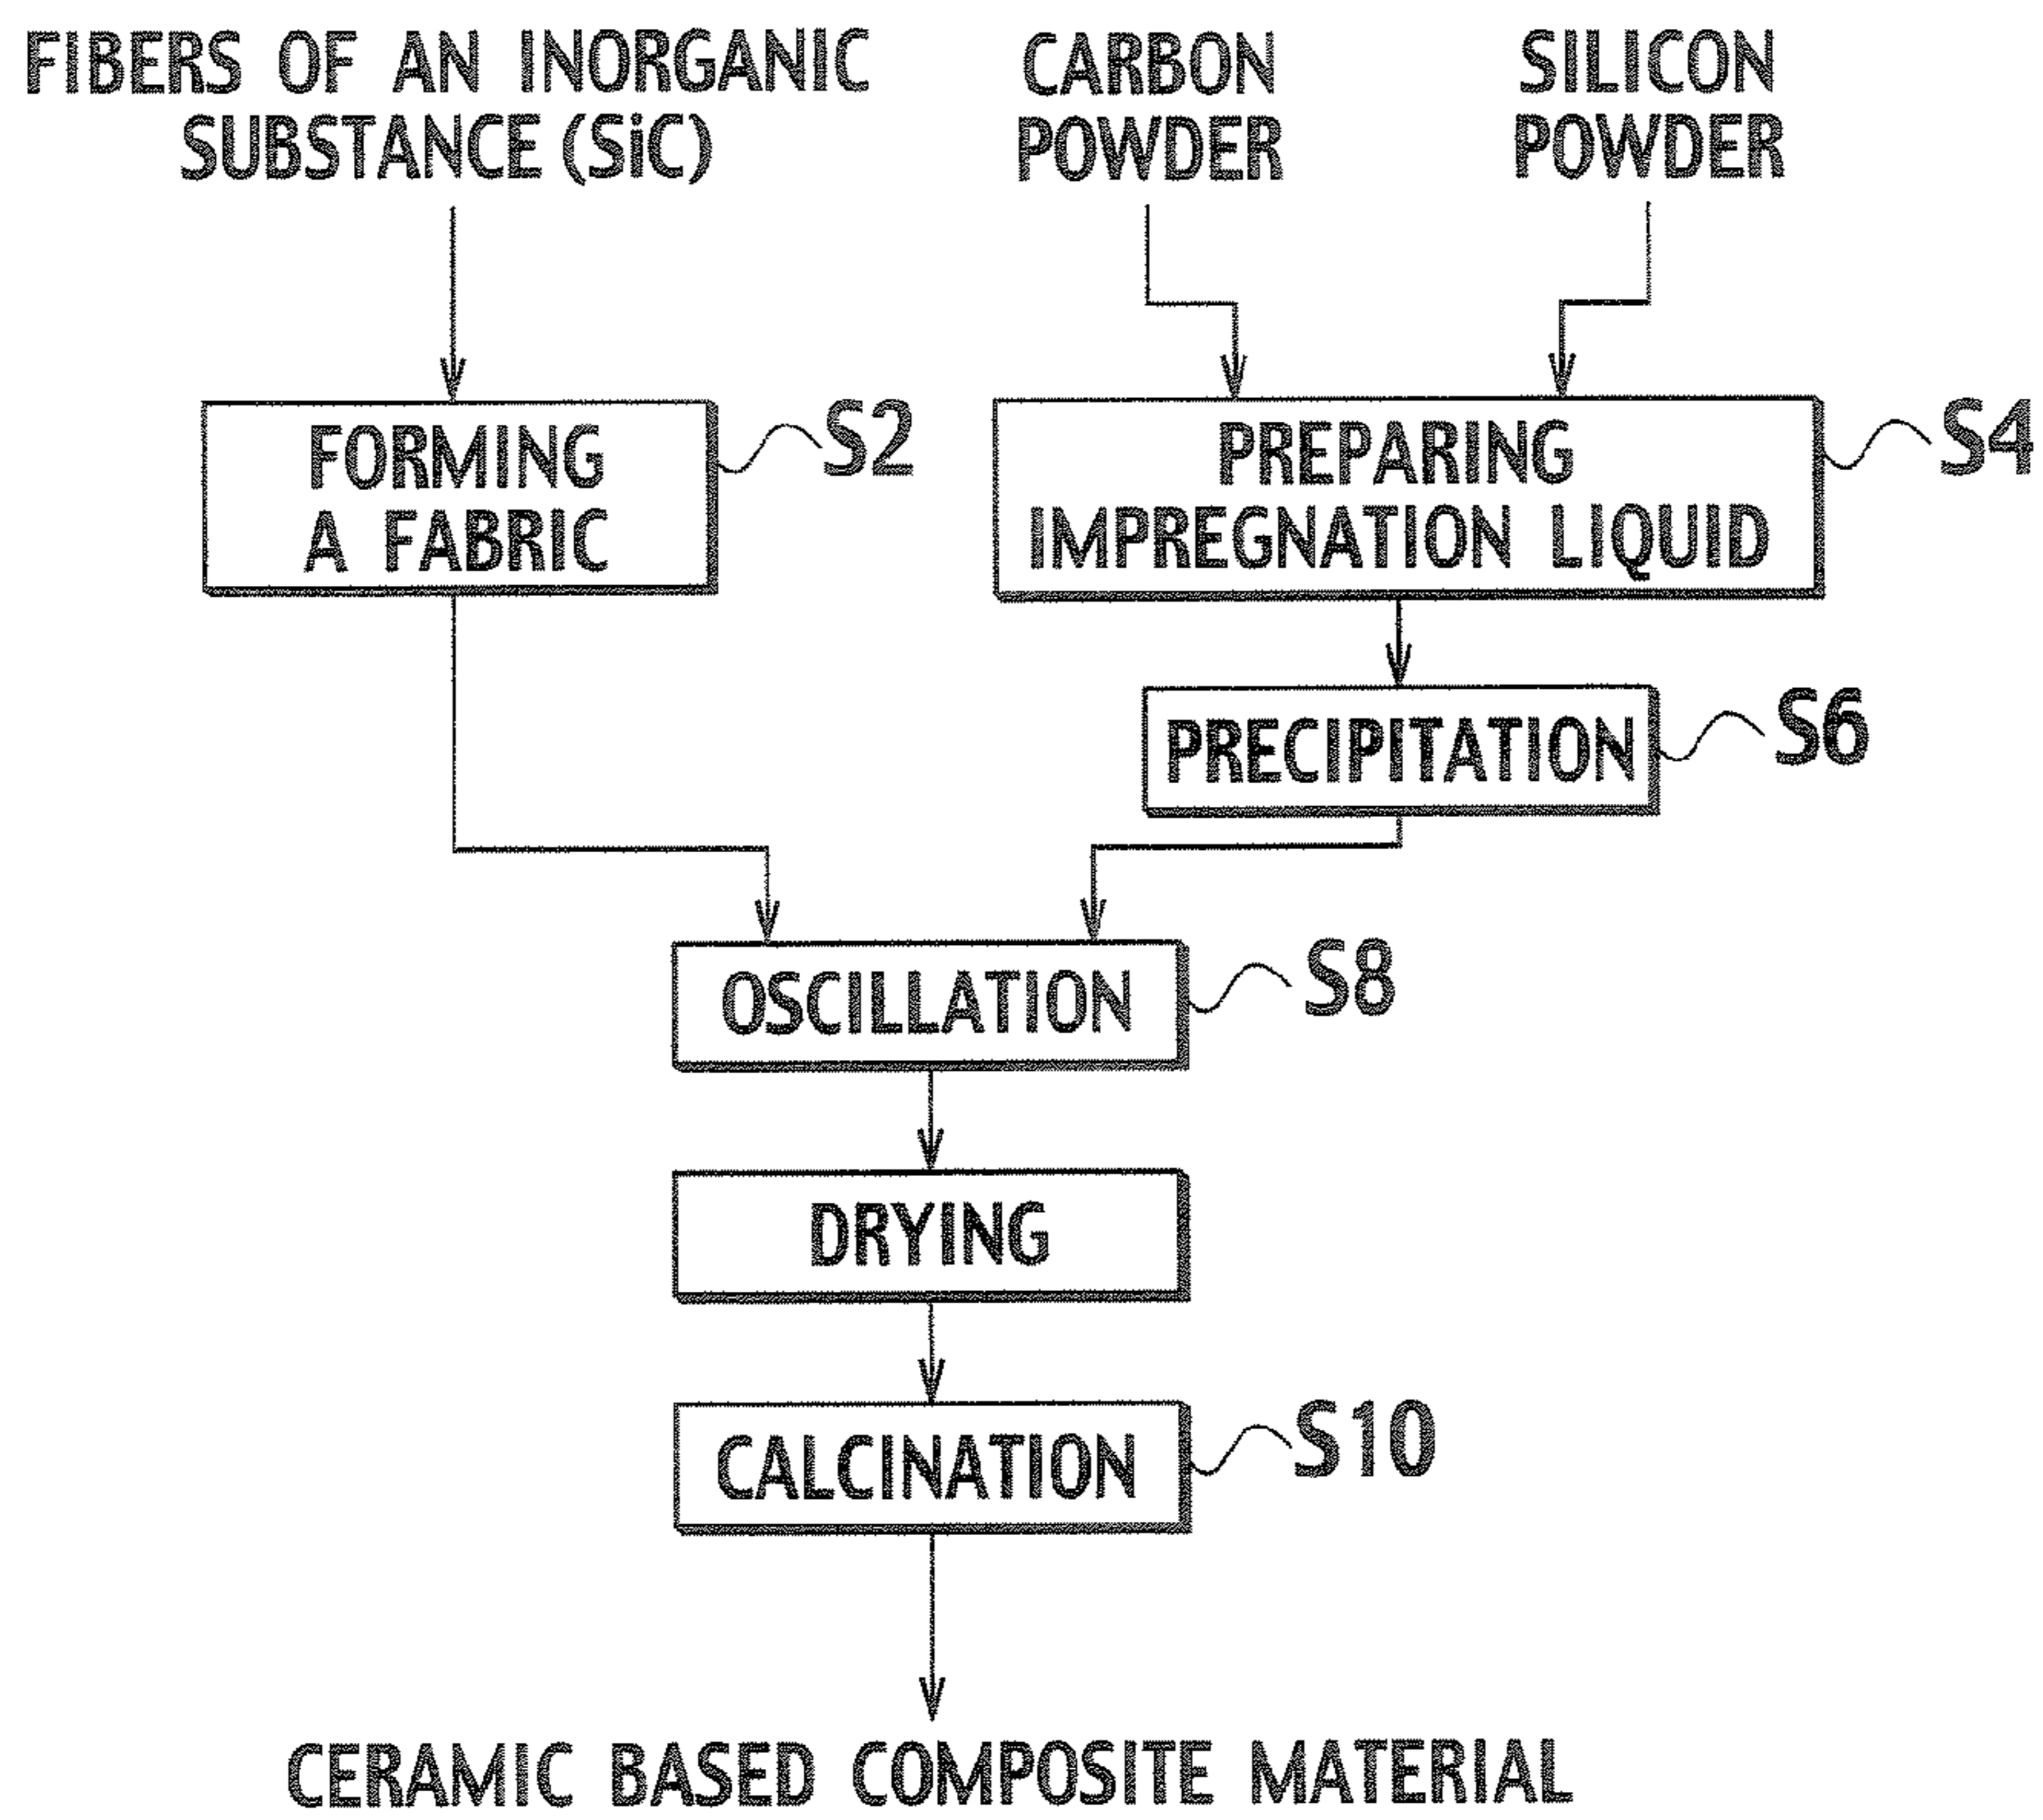 FIBERS OF AN INORGANIC
SUBSTANCE (SiC)
CARBON
POWDER
SILICON
POWDER
FORMING
A FABRIC
S2
PREPARING
IMPREGNATION LIQUID
S4
PRECIPITATION
S6
OSCILLATION
S8
DRYING
CALCINATION
S10
CERAMIC BASED COMPOSITE MATERIAL